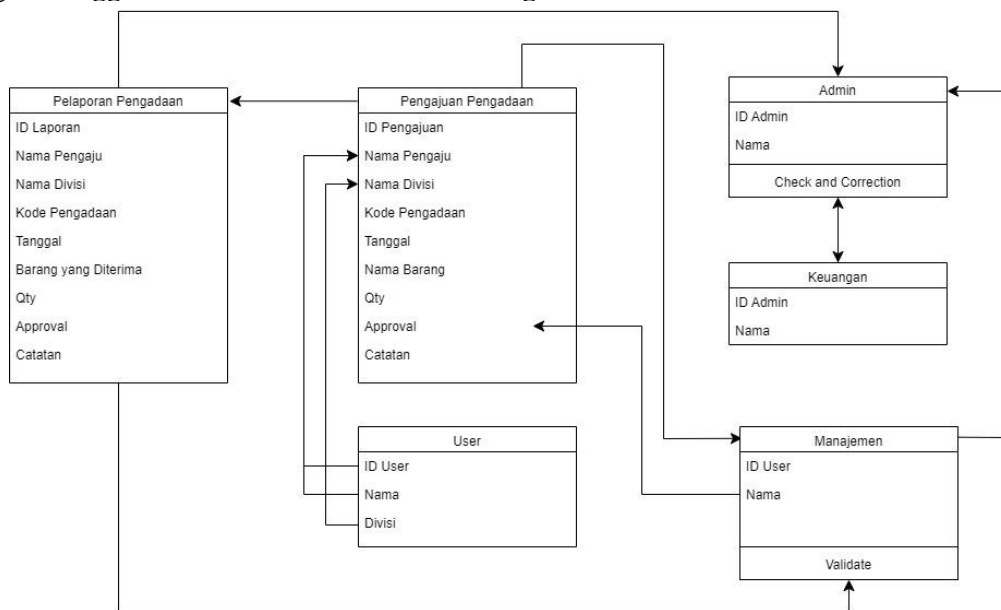 Pelaporan Pengadaan
ID Laporan
Nama Pengaju
Nama Divisi
Kode Pengadaan
Tanggal
Barang yang Diterima
Qty
Approval
Catatan
Pengajuan Pengadaan
ID Pengajuan
Nama Pengaju
Nama Divisi
Kode Pengadaan
Tanggal
Nama Barang
Qty
Approval
Catatan
User
ID User
Nama
Divisi
Admin
ID Admin
Nama
Check and Correction
Keuangan
ID Admin
Nama
Manajemen
ID User
Nama
Validate